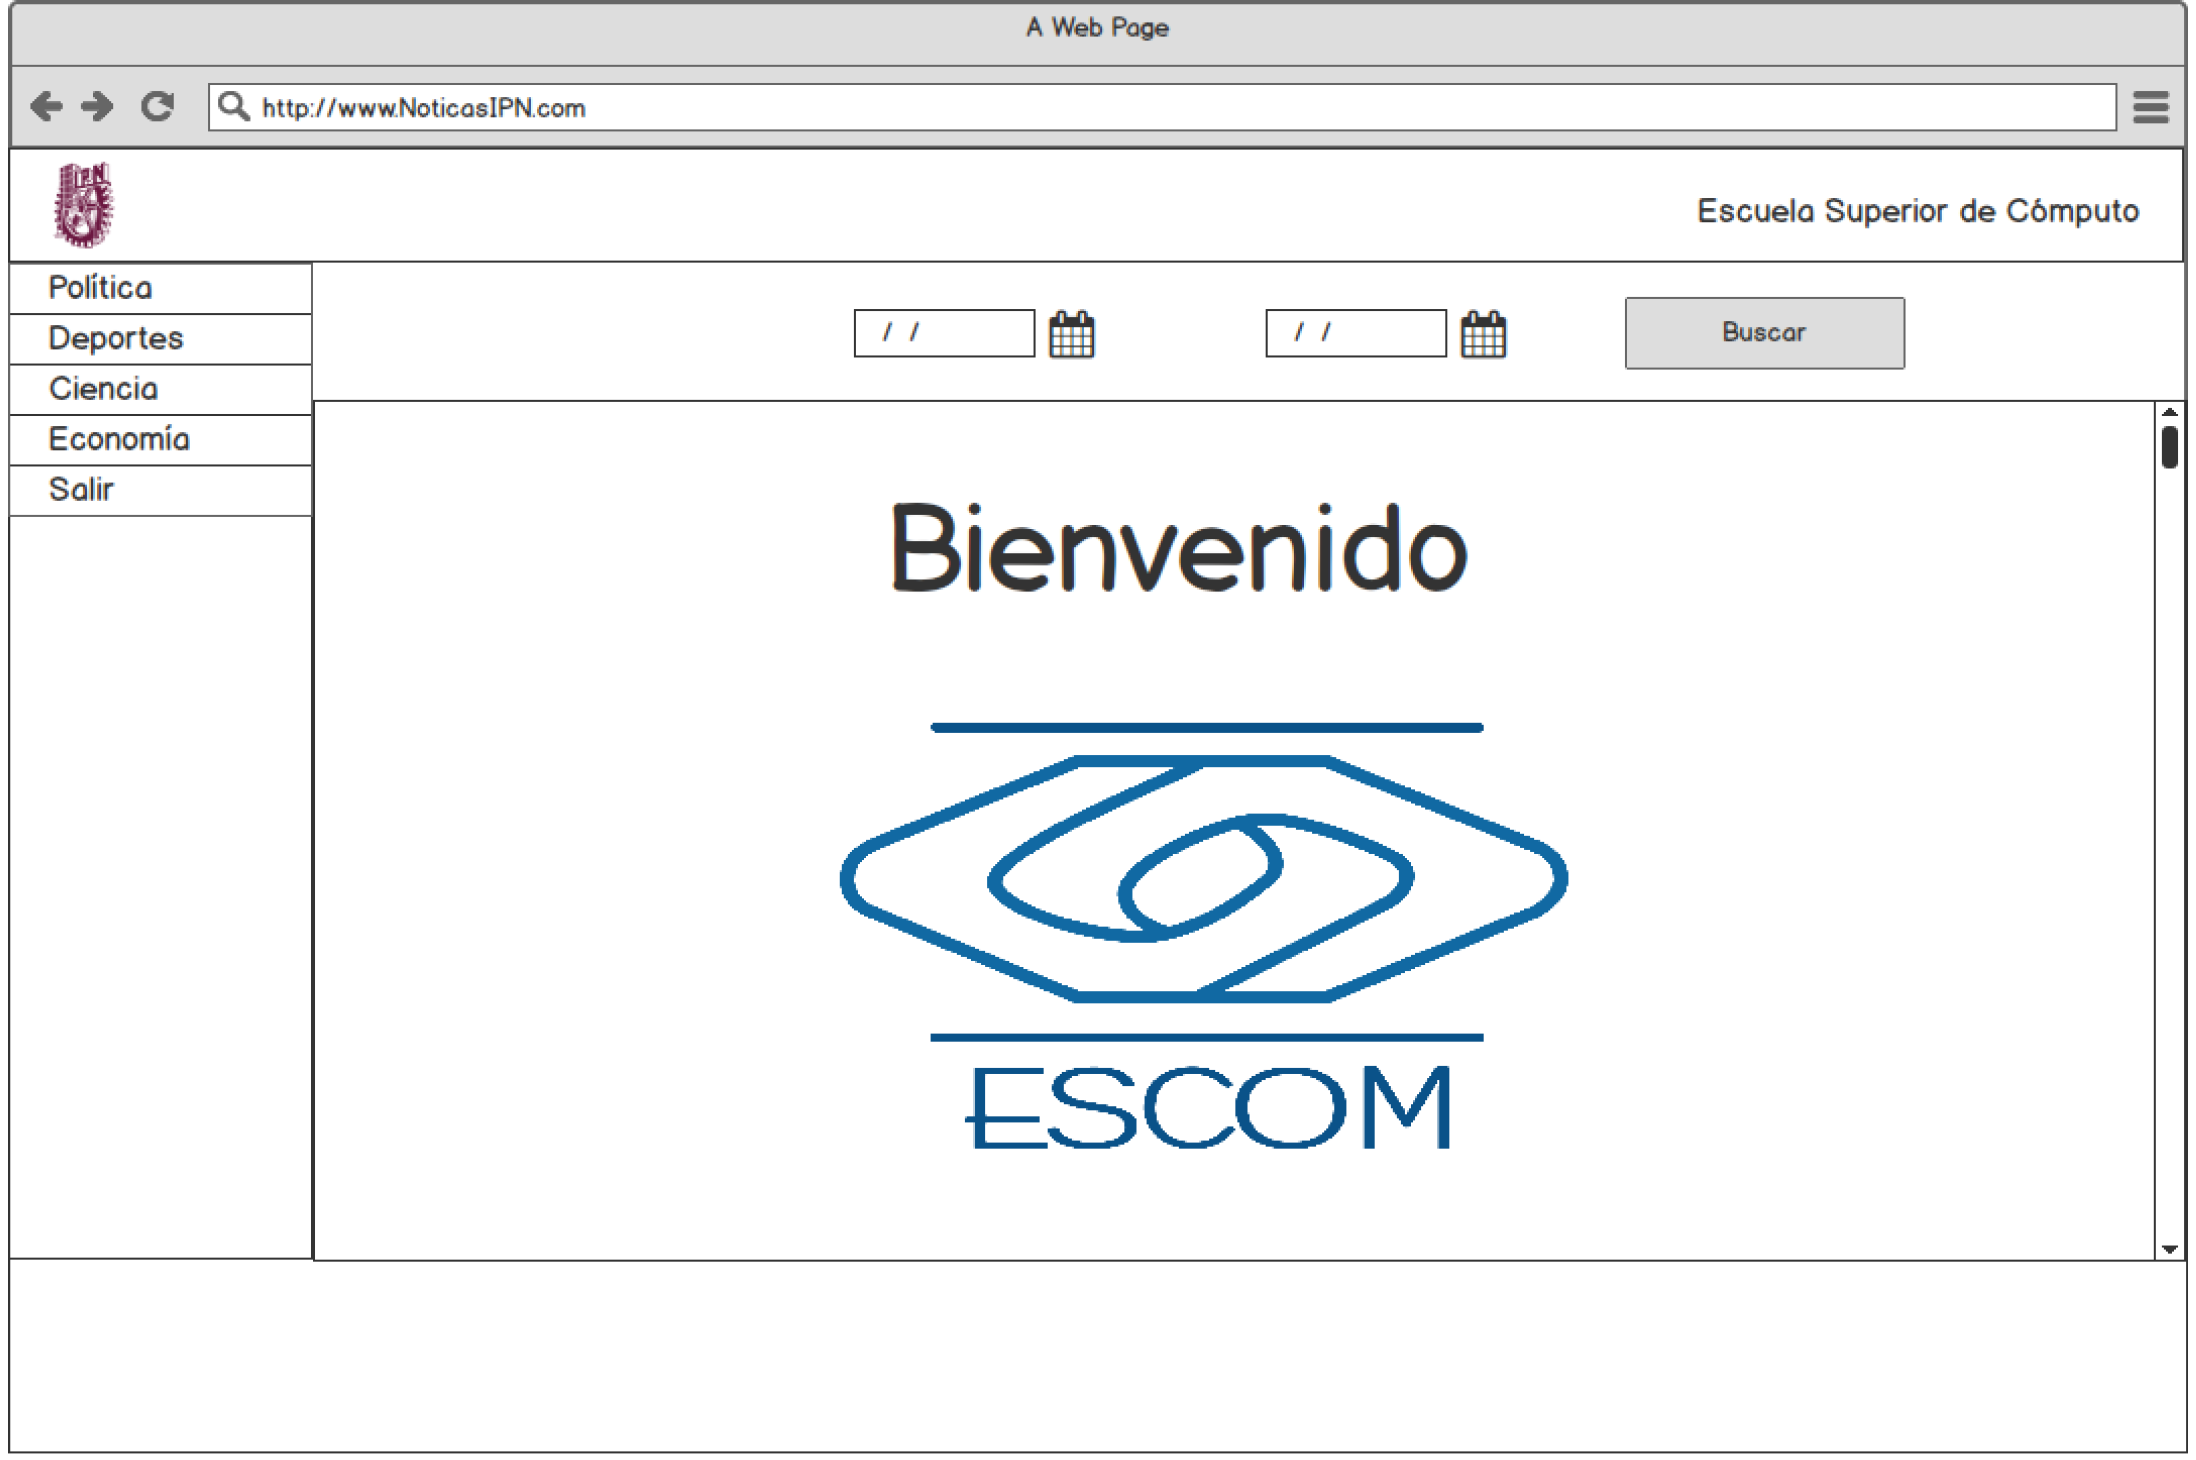 A Web Page
http://www.NoticasIPN.com
IPN
Escuela Superior de Cómputo
Política
Deportes
Ciencia
Economía
Salir
/ /
/ /
Buscar
Bienvenido
ESCOM